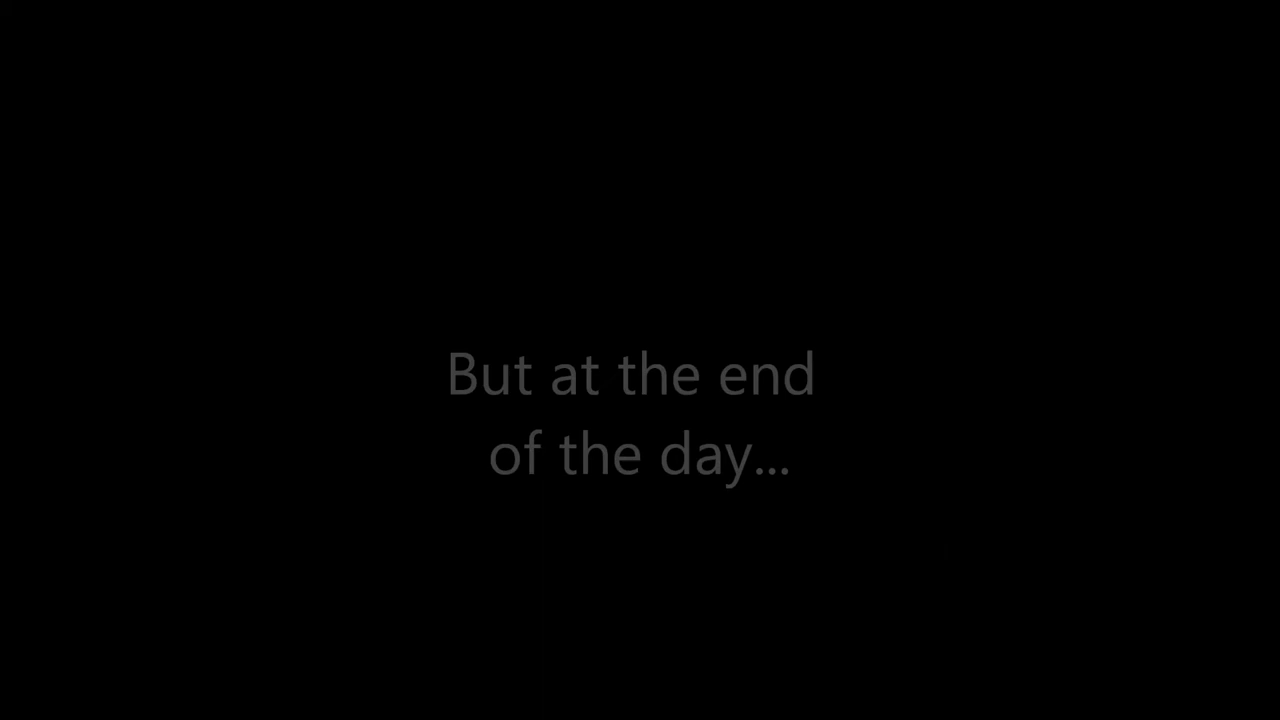 But at the end
of the day...